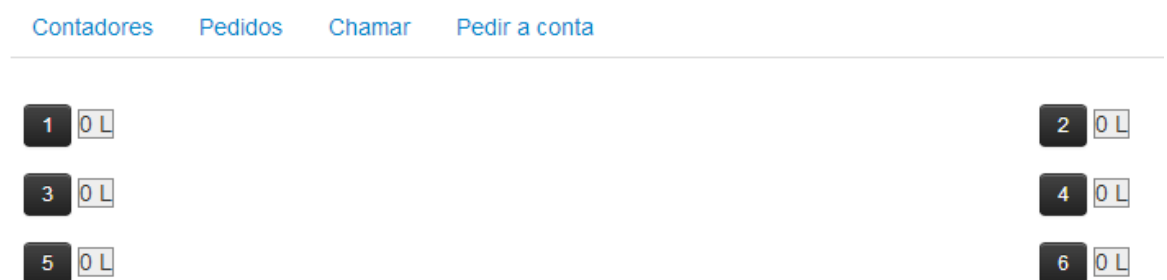 Contadores Pedidos Chamar Pedir a conta
1 0 L 2 0 L
3 0 L 4 0 L
5 0 L 6 0 L